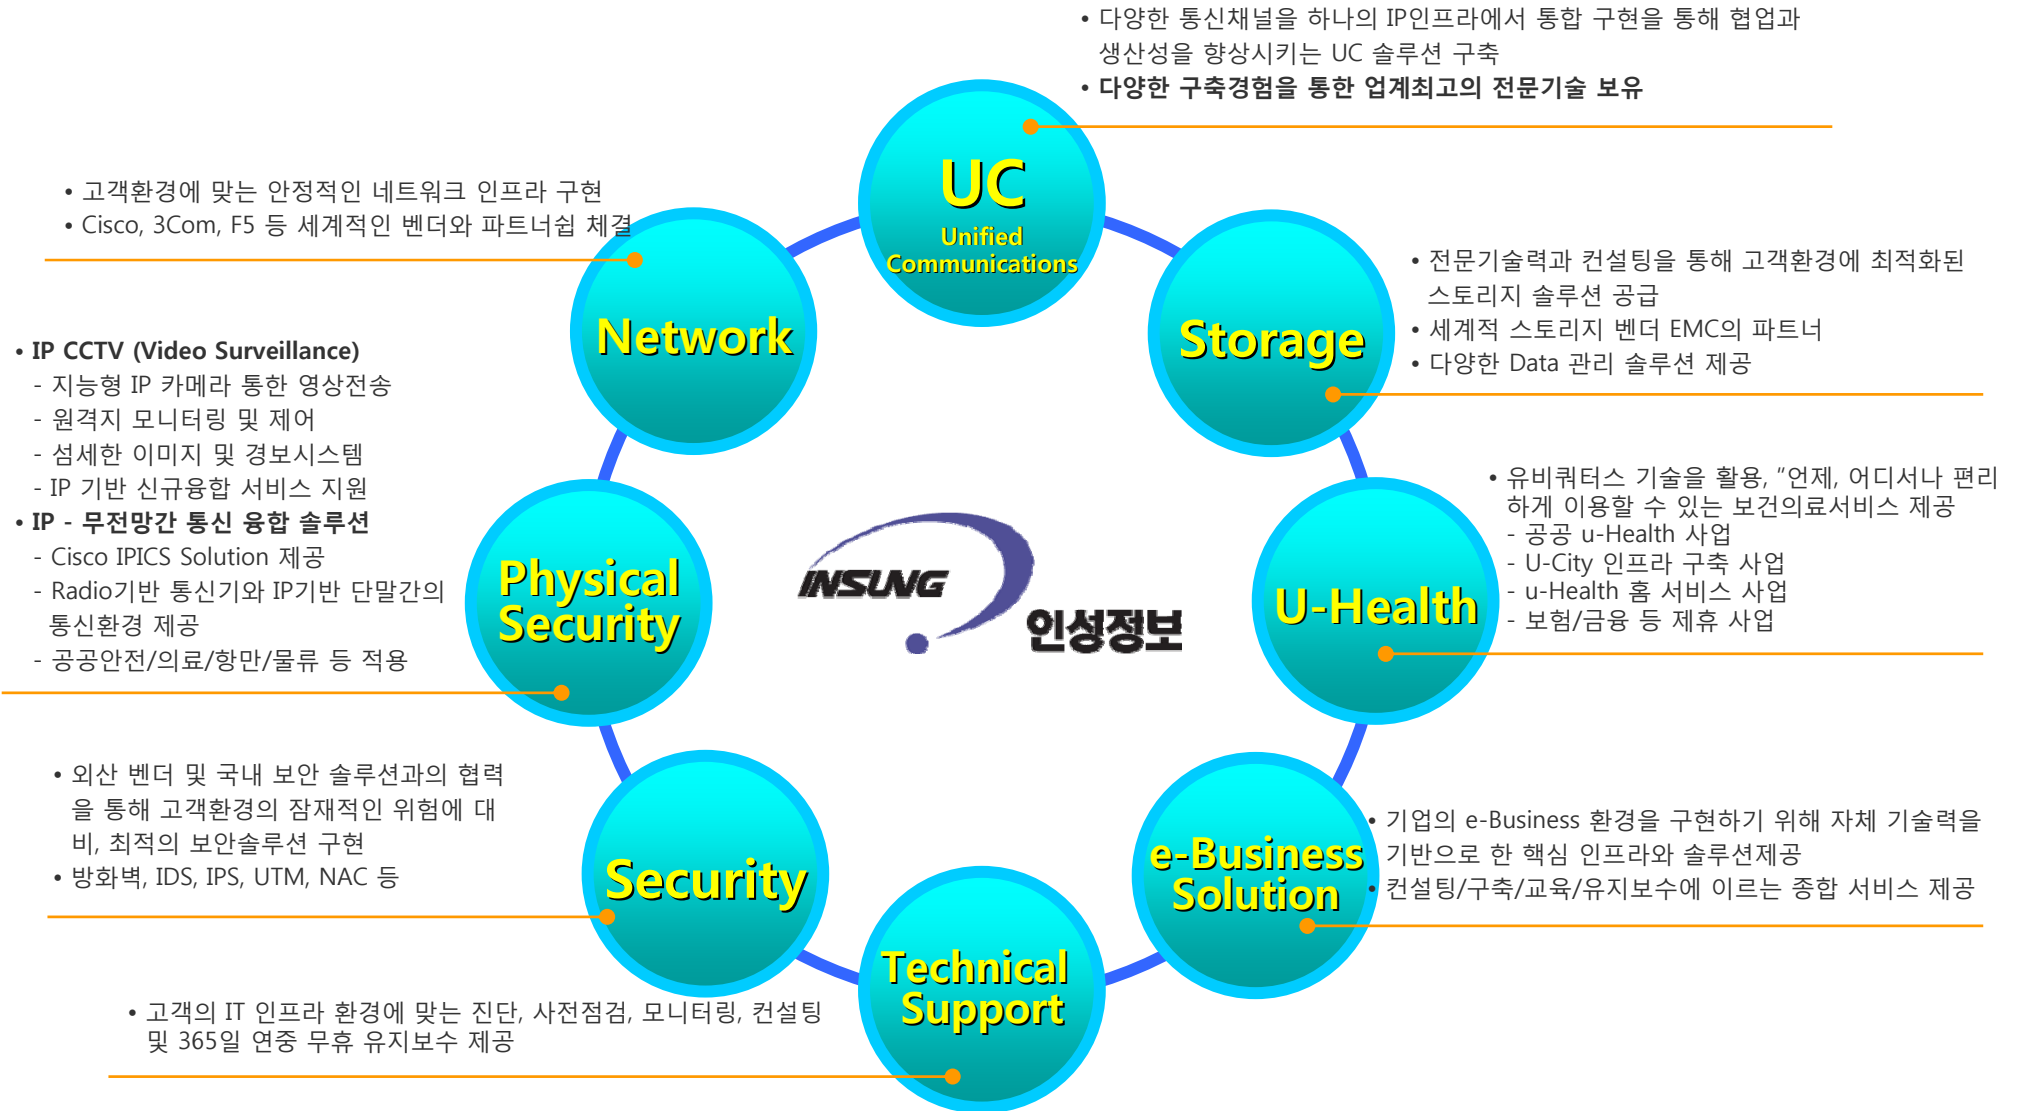 • 다양한 통신채널을 하나의 IP인프라에서 통합 구현을 통해 협업과
생산성을 향상시키는 UC 솔루션 구축
• 다양한 구축경험을 통한 업계최고의 전문기술 보유
UC
Unified
Communications
• 고객환경에 맞는 안정적인 네트워크 인프라 구현
• Cisco, 3Com, F5 등 세계적인 벤더와 파트너쉽 체결
Network
• 전문기술력과 컨설팅을 통해 고객환경에 최적화된
스토리지 솔루션 공급
• 세계적 스토리지 벤더 EMC의 파트너
• 다양한 Data 관리 솔루션 제공
Storage
• IP CCTV (Video Surveillance)
- 지능형 IP 카메라 통한 영상전송
- 원격지 모니터링 및 제어
- 섬세한 이미지 및 경보시스템
- IP 기반 신규융합 서비스 지원
• IP - 무전망간 통신 융합 솔루션
- Cisco IPICS Solution 제공
- Radio기반 통신기와 IP기반 단말간의
통신환경 제공
- 공공안전/의료/항만/물류 등 적용
Physical
Security
INSUNG
인성정보
• 유비쿼터스 기술을 활용, "언제, 어디서나 편리
하게 이용할 수 있는 보건의료서비스 제공
- 공공 u-Health 사업
- U-City 인프라 구축 사업
- u-Health 홈 서비스 사업
- 보험/금융 등 제휴 사업
U-Health
• 외산 벤더 및 국내 보안 솔루션과의 협력
을 통해 고객환경의 잠재적인 위험에 대
비, 최적의 보안솔루션 구현
• 방화벽, IDS, IPS, UTM, NAC 등
Security
• 기업의 e-Business 환경을 구현하기 위해 자체 기술력을
기반으로 한 핵심 인프라와 솔루션제공
• 컨설팅/구축/교육/유지보수에 이르는 종합 서비스 제공
e-Business
Solution
Technical
Support
• 고객의 IT 인프라 환경에 맞는 진단, 사전점검, 모니터링, 컨설팅
및 365일 연중 무휴 유지보수 제공